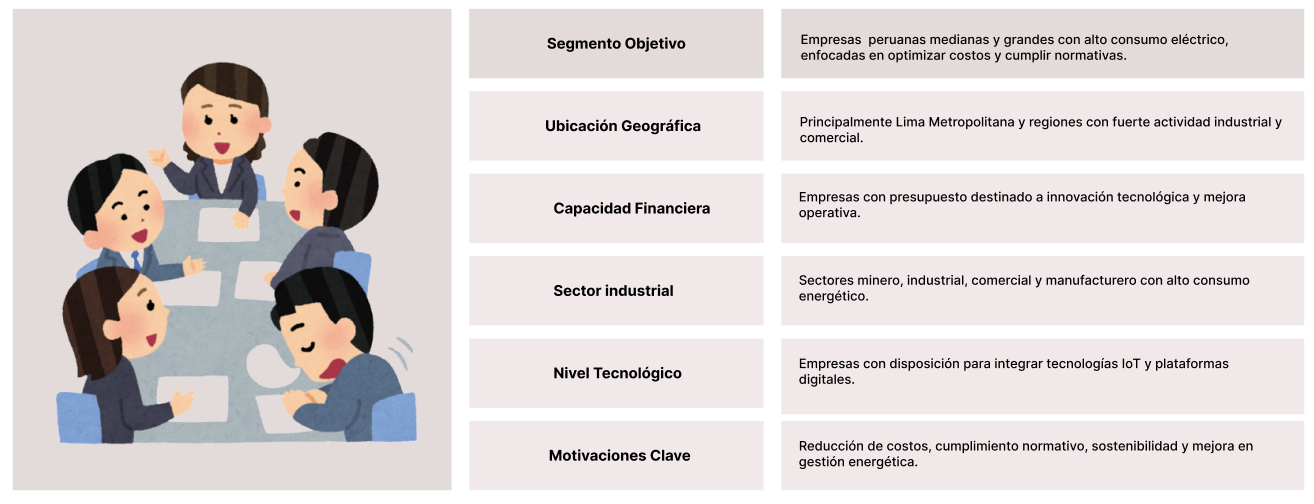 Segmento Objetivo
Empresas  peruanas medianas y grandes con alto consumo eléctrico,
enfocadas en optimizar costos y cumplir normativas.
Ubicación Geográfica
Principalmente Lima Metropolitana y regiones con fuerte actividad industrial y
comercial.
Capacidad Financiera
Empresas con presupuesto destinado a innovación tecnológica y mejora
operativa.
Sector industrial
Sectores minero, industrial, comercial y manufacturero con alto consumo
energético.
Nivel Tecnológico
Empresas con disposición para integrar tecnologías IoT y plataformas
digitales.
Motivaciones Clave
Reducción de costos, cumplimiento normativo, sostenibilidad y mejora en
gestión energética.